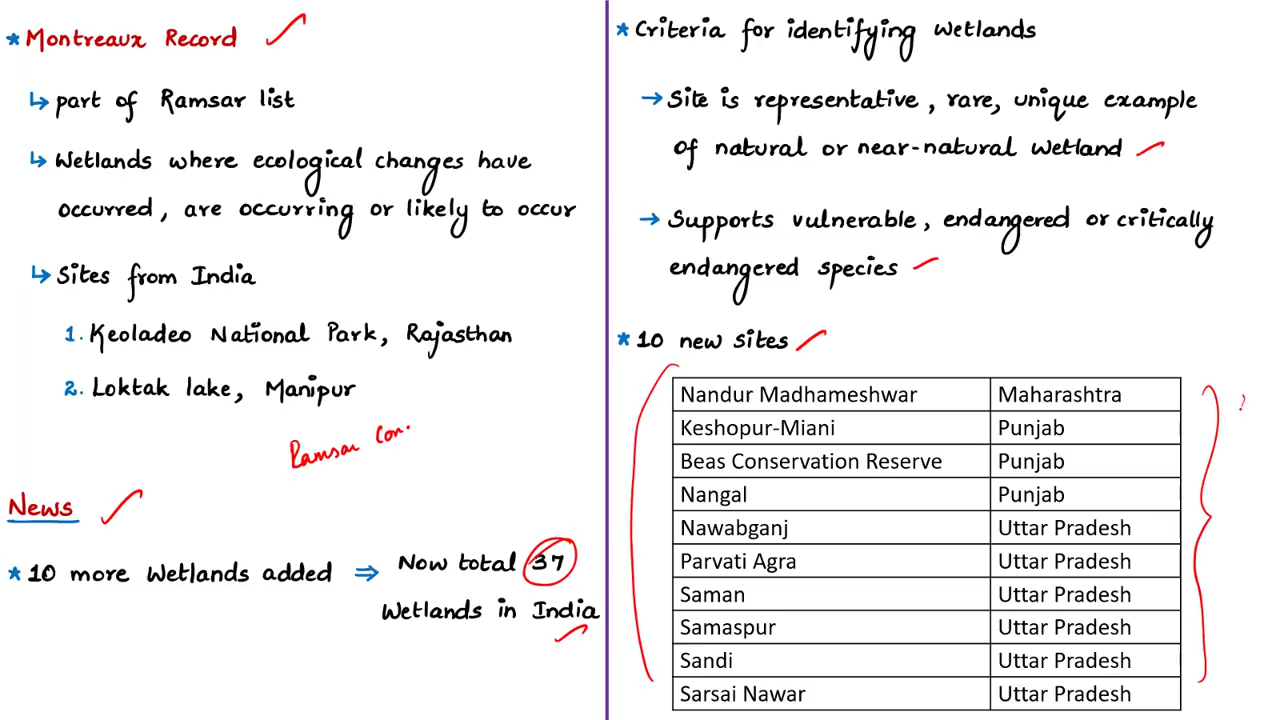 * Montreaux Record
↳ part of Ramsar list
↳ Wetlands where ecological changes have
occurred, are occurring or likely to occur
↳ Sites from India
1. Keoladeo National Park, Rajasthan
2. Loktak lake, Manipur
Ramsar Con.
News
* 10 more Wetlands added ⇒ Now total 37
Wetlands in India
* Criteria for identifying Wetlands
→ Site is representative, rare, unique example
of natural or near-natural wetland
→ Supports vulnerable, endangered or critically
endangered species
* 10 new sites
Nandur Madhameshwar Maharashtra
Keshopur-Miani Punjab
Beas Conservation Reserve Punjab
Nangal Punjab
Nawabganj Uttar Pradesh
Parvati Agra Uttar Pradesh
Saman Uttar Pradesh
Samaspur Uttar Pradesh
Sandi Uttar Pradesh
Sarsai Nawar Uttar Pradesh